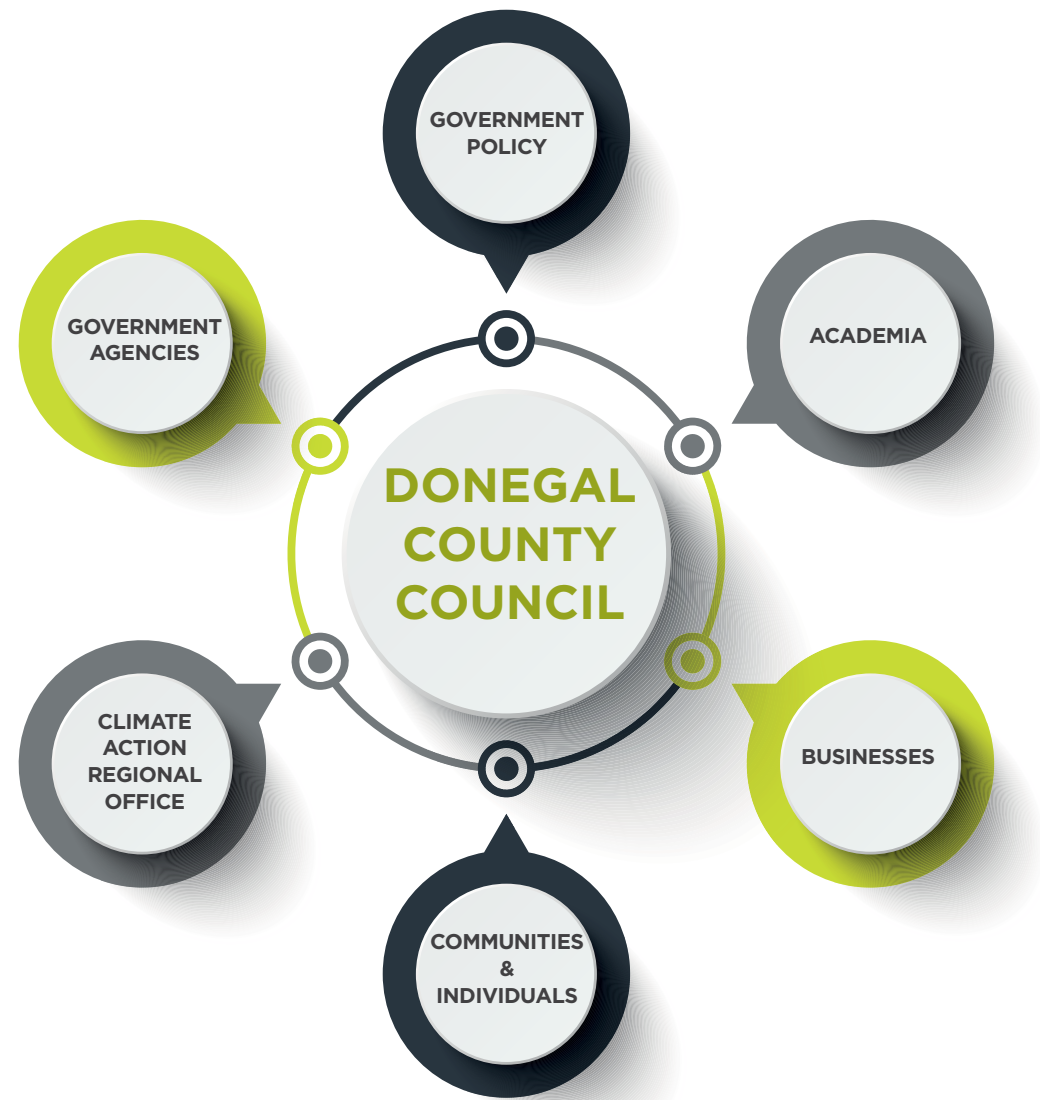 GOVERNMENT
POLICY
GOVERNMENT
AGENCIES
ACADEMIA
DONEGAL
COUNTY
COUNCIL
CLIMATE
ACTION
REGIONAL
OFFICE
BUSINESSES
COMMUNITIES
&
INDIVIDUALS